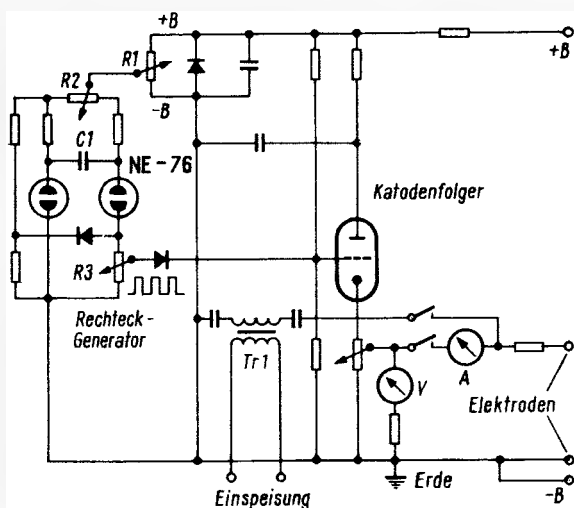 +B
R1
+B
R2
-B
C1
NE-76
Katodenfolger
R3
Rechteck-
Generator
Tr1
V
A
Elektroden
Einspeisung
Erde
-B